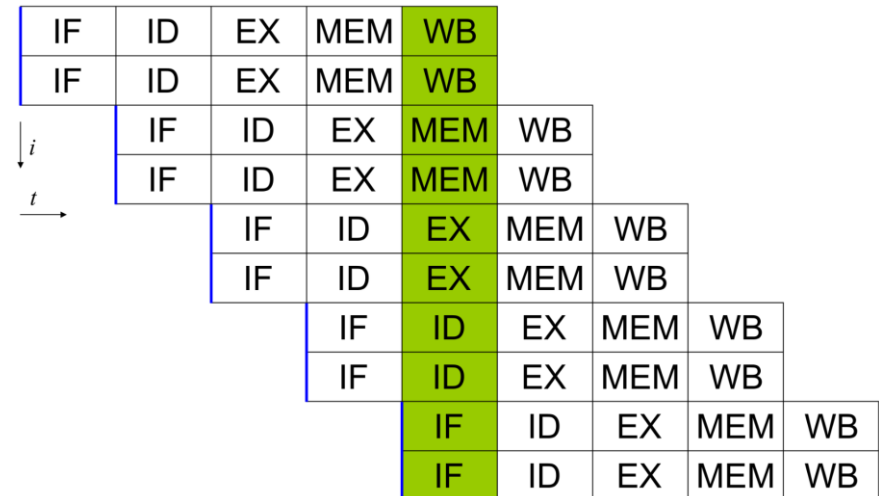 IF ID EX MEM WB
IF ID EX MEM WB
IF ID EX MEM WB
i
IF ID EX MEM WB
t
IF ID EX MEM WB
IF ID EX MEM WB
IF ID EX MEM WB
IF ID EX MEM WB
IF ID EX MEM WB
IF ID EX MEM WB